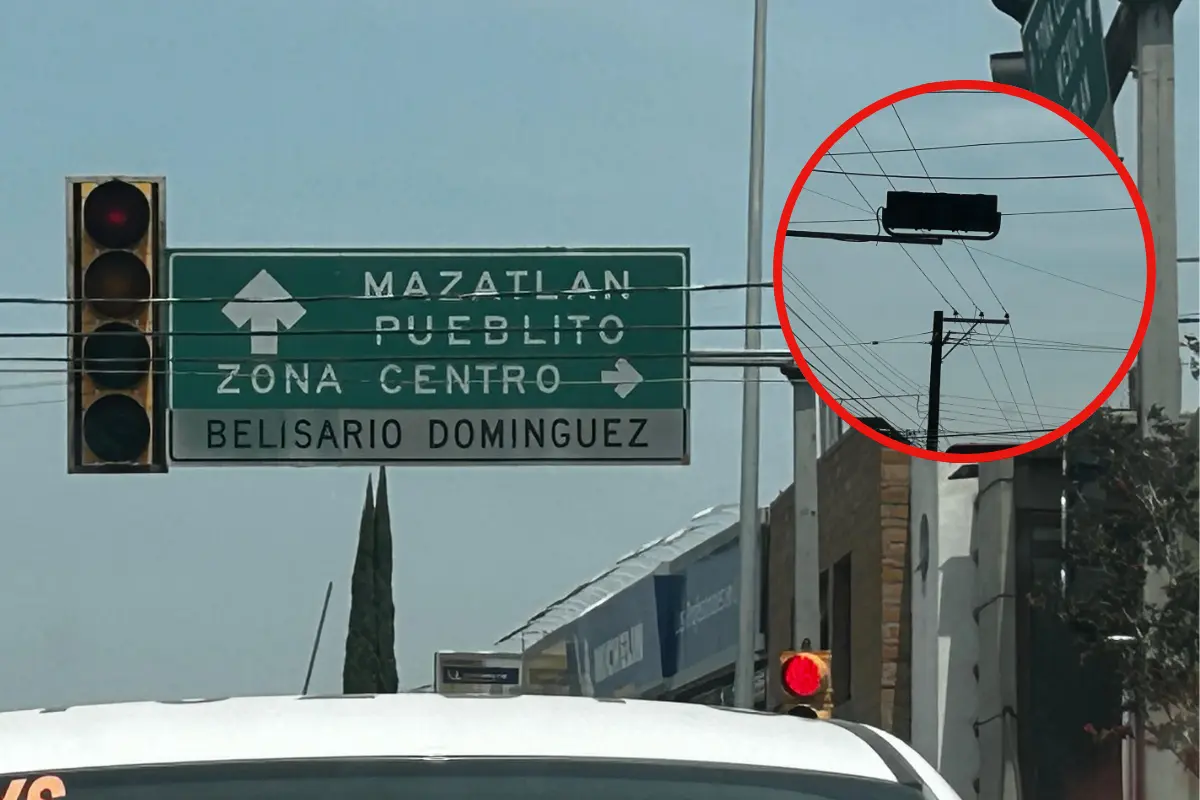 MAZATLAN
PUEBLITO
ZONA CENTRO
BELISARIO DOMINGUEZ